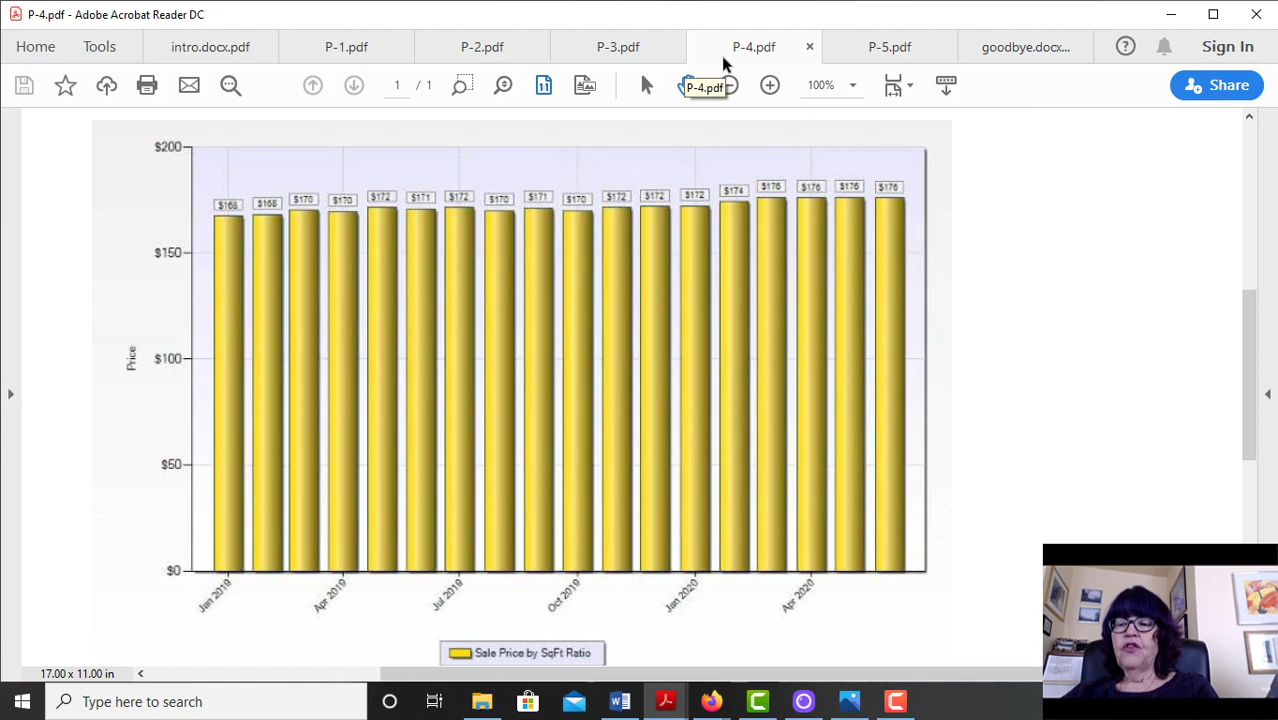 P-4.pdf - Adobe Acrobat Reader DC
Home Tools intro.docx.pdf P-1.pdf P-2.pdf P-3.pdf P-4.pdf P-5.pdf goodbye.docx... Sign In
1 / 1 100% Share
P-4.pdf
$200
$168 $168 $170 $170 $172 $171 $172 $170 $171 $170 $172 $172 $172 $174 $176 $176 $176 $176
$150
$100
Price
$50
$0
Jan 2019 Apr 2019 Jul 2019 Oct 2019 Jan 2020 Apr 2020
Sale Price by SqFt Ratio
17.00 x 11.00 in
Type here to search